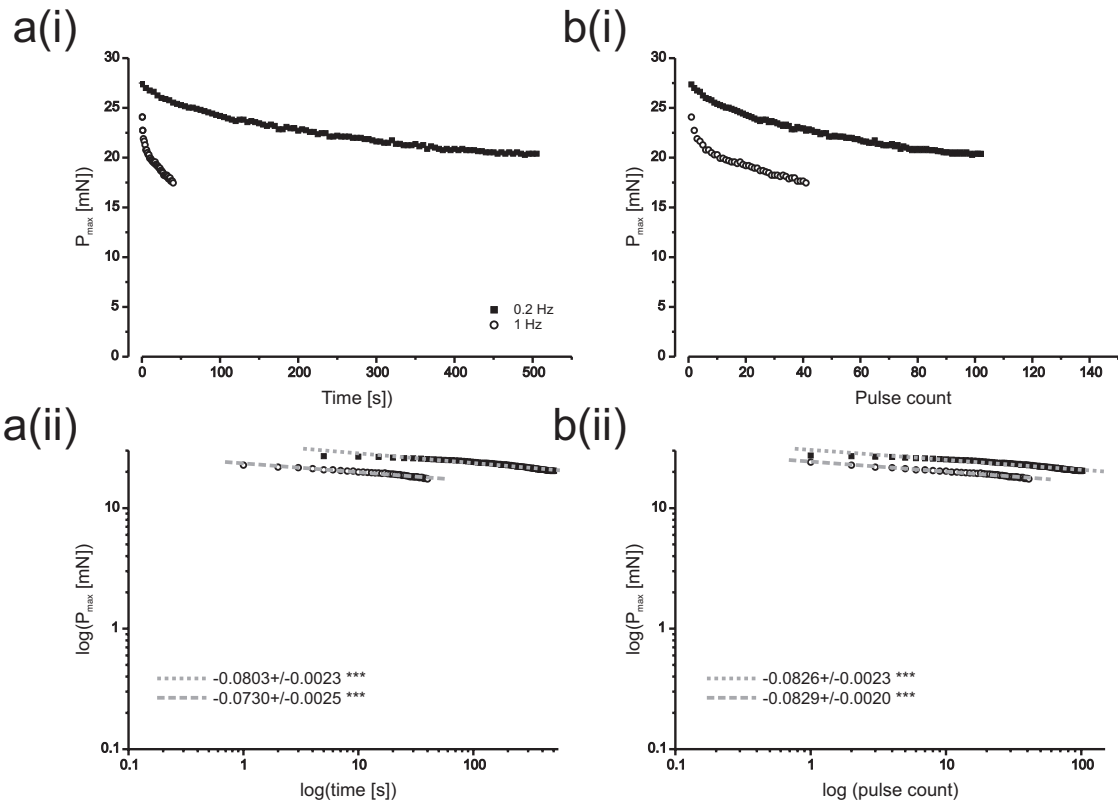 a(i)
30
25
20
15
10
5
0
P max [mN]
0 100 200 300 400 500
Time [s])
0.2 Hz
1 Hz
b(i)
30
25
20
15
10
5
0
P max [mN]
0 20 40 60 80 100 120 140
Pulse count
a(ii)
10
1
0.1
log(P max [mN])
0.1 1 10 100
log(time [s])
-0.0803+/-0.0023 ***
-0.0730+/-0.0025 ***
b(ii)
10
1
0.1
log(P max [mN])
0.1 1 10 100
log (pulse count)
-0.0826+/-0.0023 ***
-0.0829+/-0.0020 ***